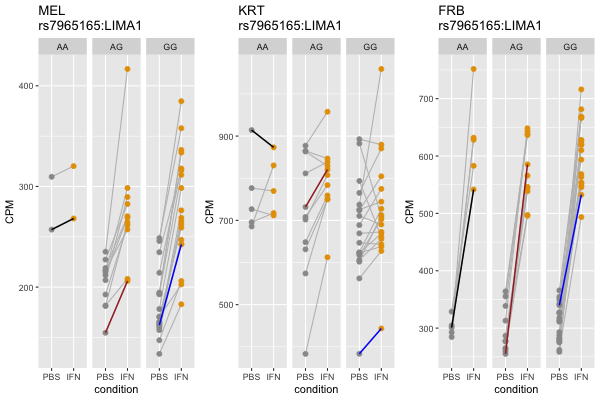 MEL
rs7965165:LIMA1
AA AG GG
CPM
400
300
200
PBS IFN PBS IFN PBS IFN
condition
KRT
rs7965165:LIMA1
AA AG GG
CPM
900
700
500
PBS IFN PBS IFN PBS IFN
condition
FRB
rs7965165:LIMA1
AA AG GG
CPM
700
600
500
400
300
PBS IFN PBS IFN PBS IFN
condition